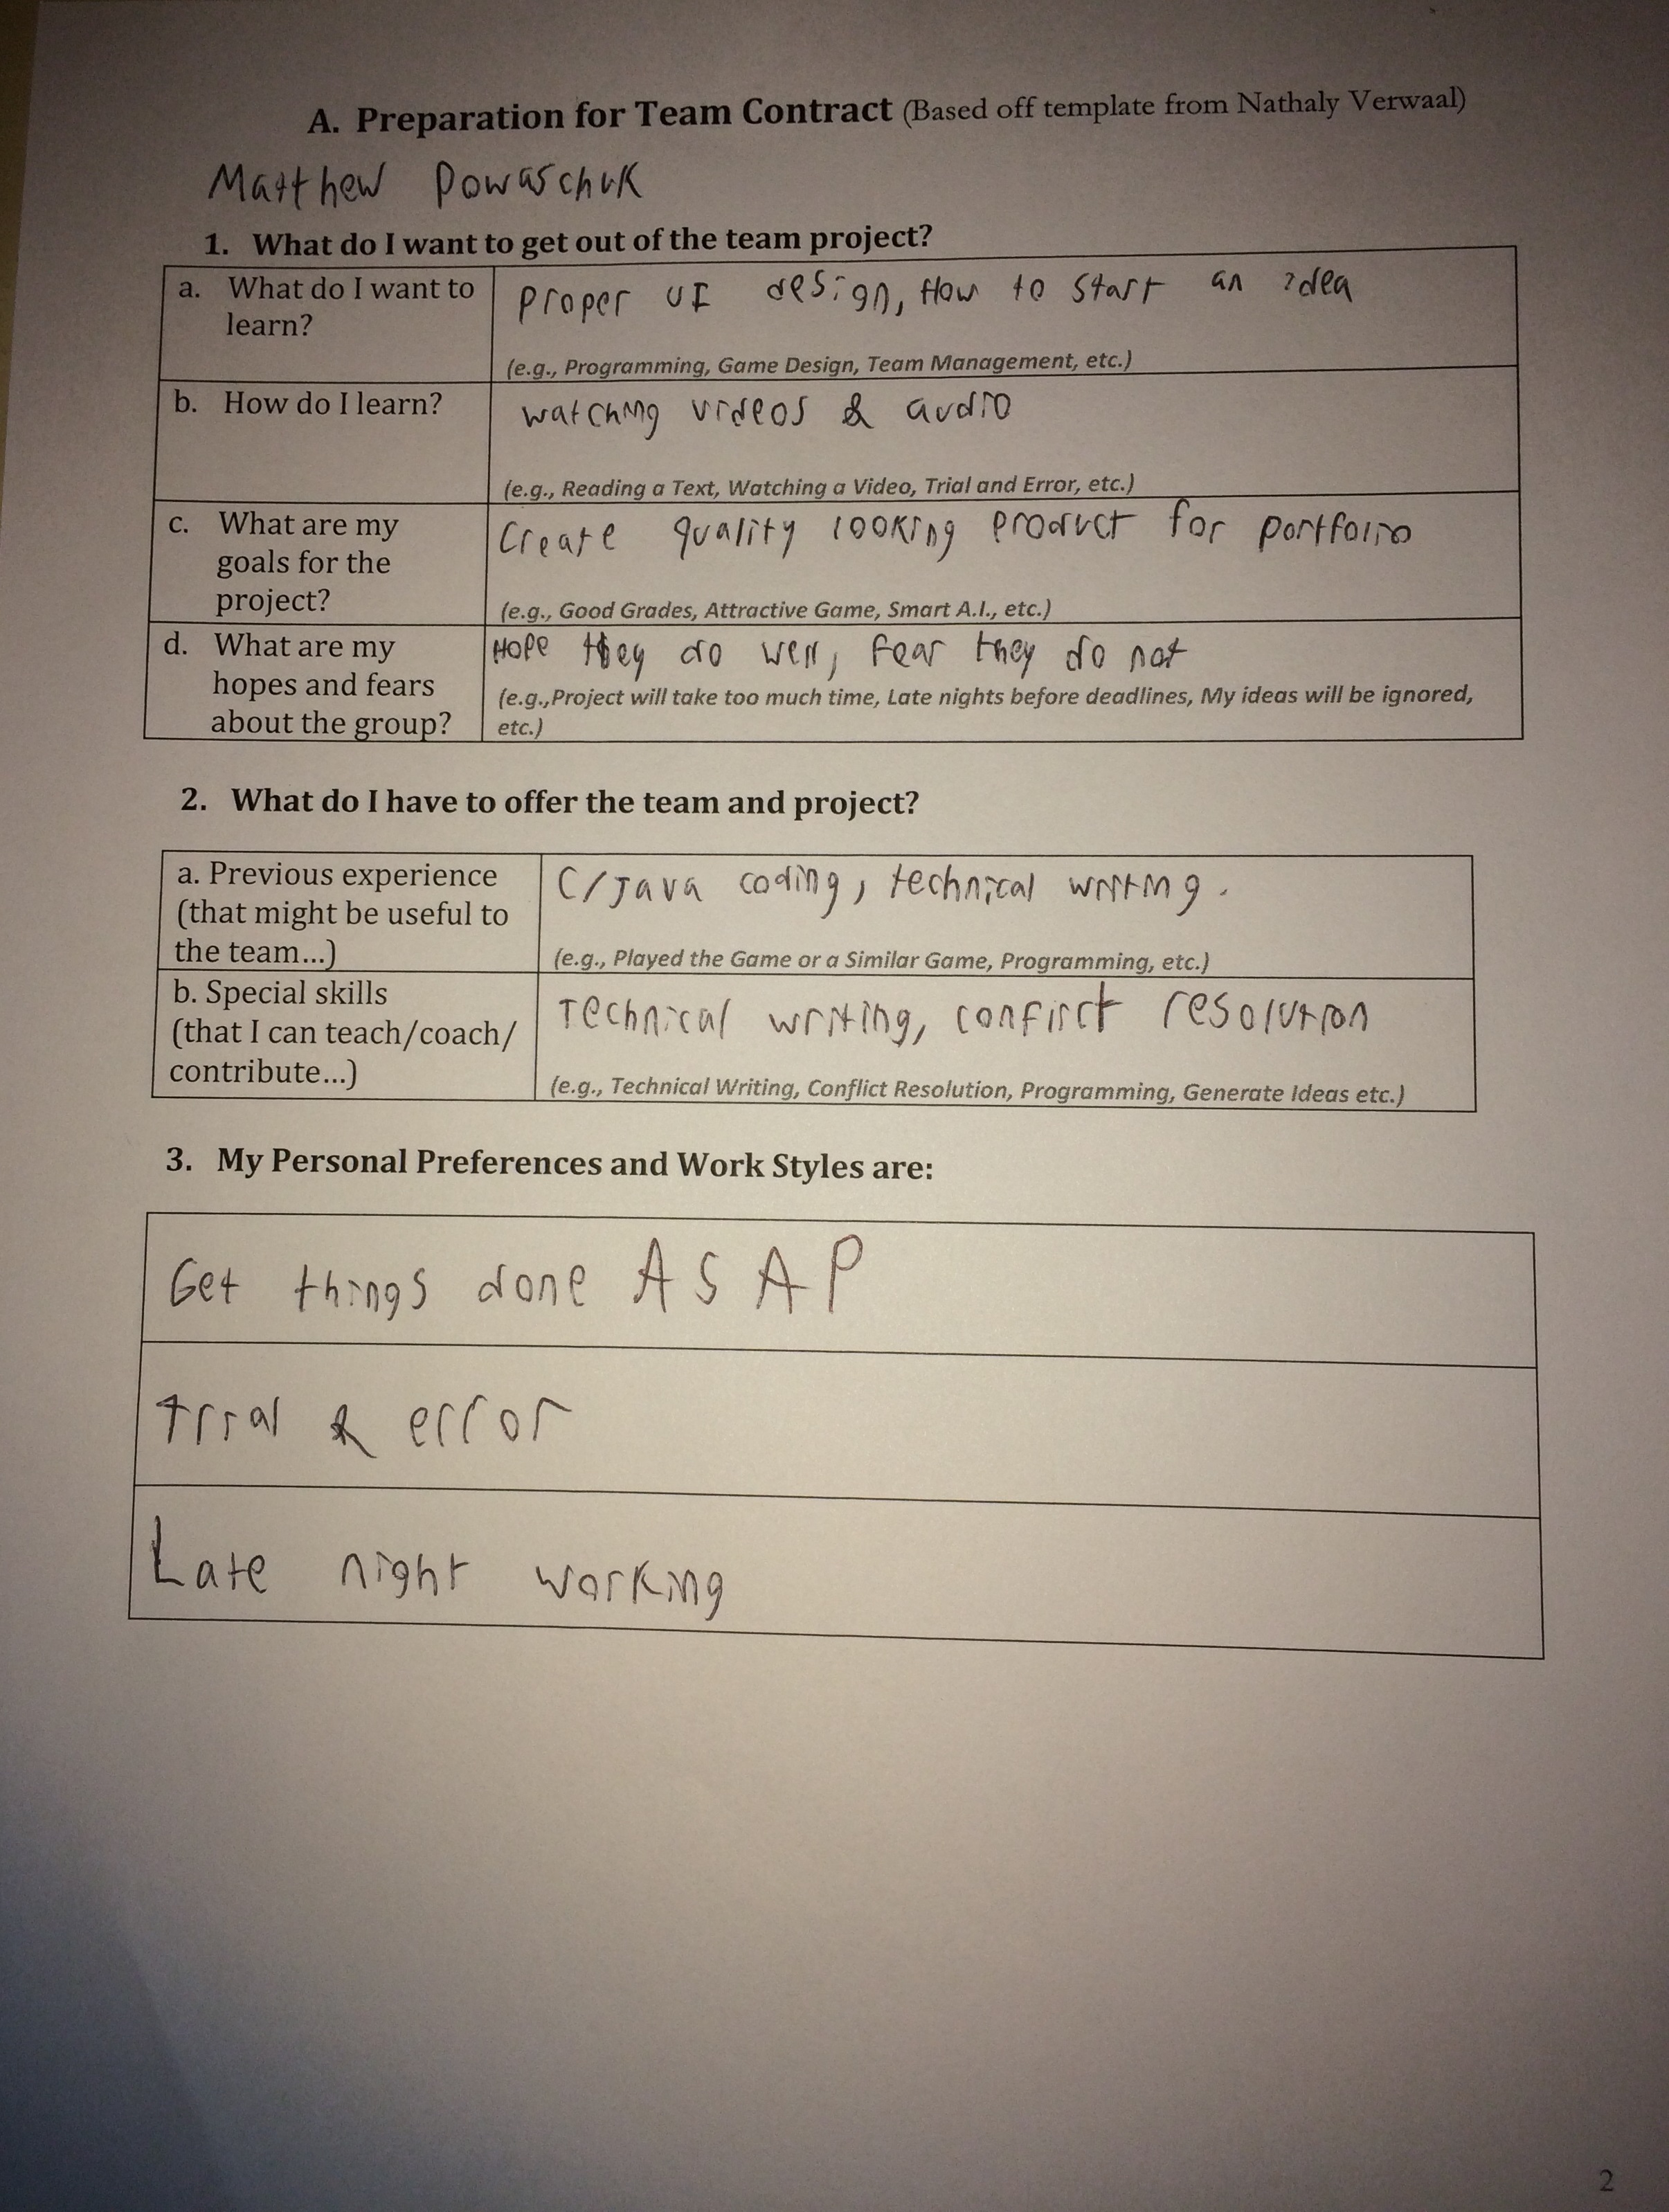 A. Preparation for Team Contract (Based off template from Nathaly Verwaal)
Matthew Powaschuk
1. What do I want to get out of the team project?
a. What do I want to learn?
Proper UI design, How to start an idea
(e.g., Programming, Game Design, Team Management, etc.)
b. How do I learn?
watching videos & audio
(e.g., Reading a Text, Watching a Video, Trial and Error, etc.)
c. What are my goals for the project?
Create quality looking product for portfolio
(e.g., Good Grades, Attractive Game, Smart A.I., etc.)
d. What are my hopes and fears about the group?
Hope they do well, fear they do not
(e.g.,Project will take too much time, Late nights before deadlines, My ideas will be ignored,
etc.)
2. What do I have to offer the team and project?
a. Previous experience
(that might be useful to
the team...)
C/Java coding, technical writing.
(e.g., Played the Game or a Similar Game, Programming, etc.)
b. Special skills
(that I can teach/coach/
contribute...)
Technical writing, conflict resolution
(e.g., Technical Writing, Conflict Resolution, Programming, Generate Ideas etc.)
3. My Personal Preferences and Work Styles are:
Get things done ASAP
trial & error
Late night working
2